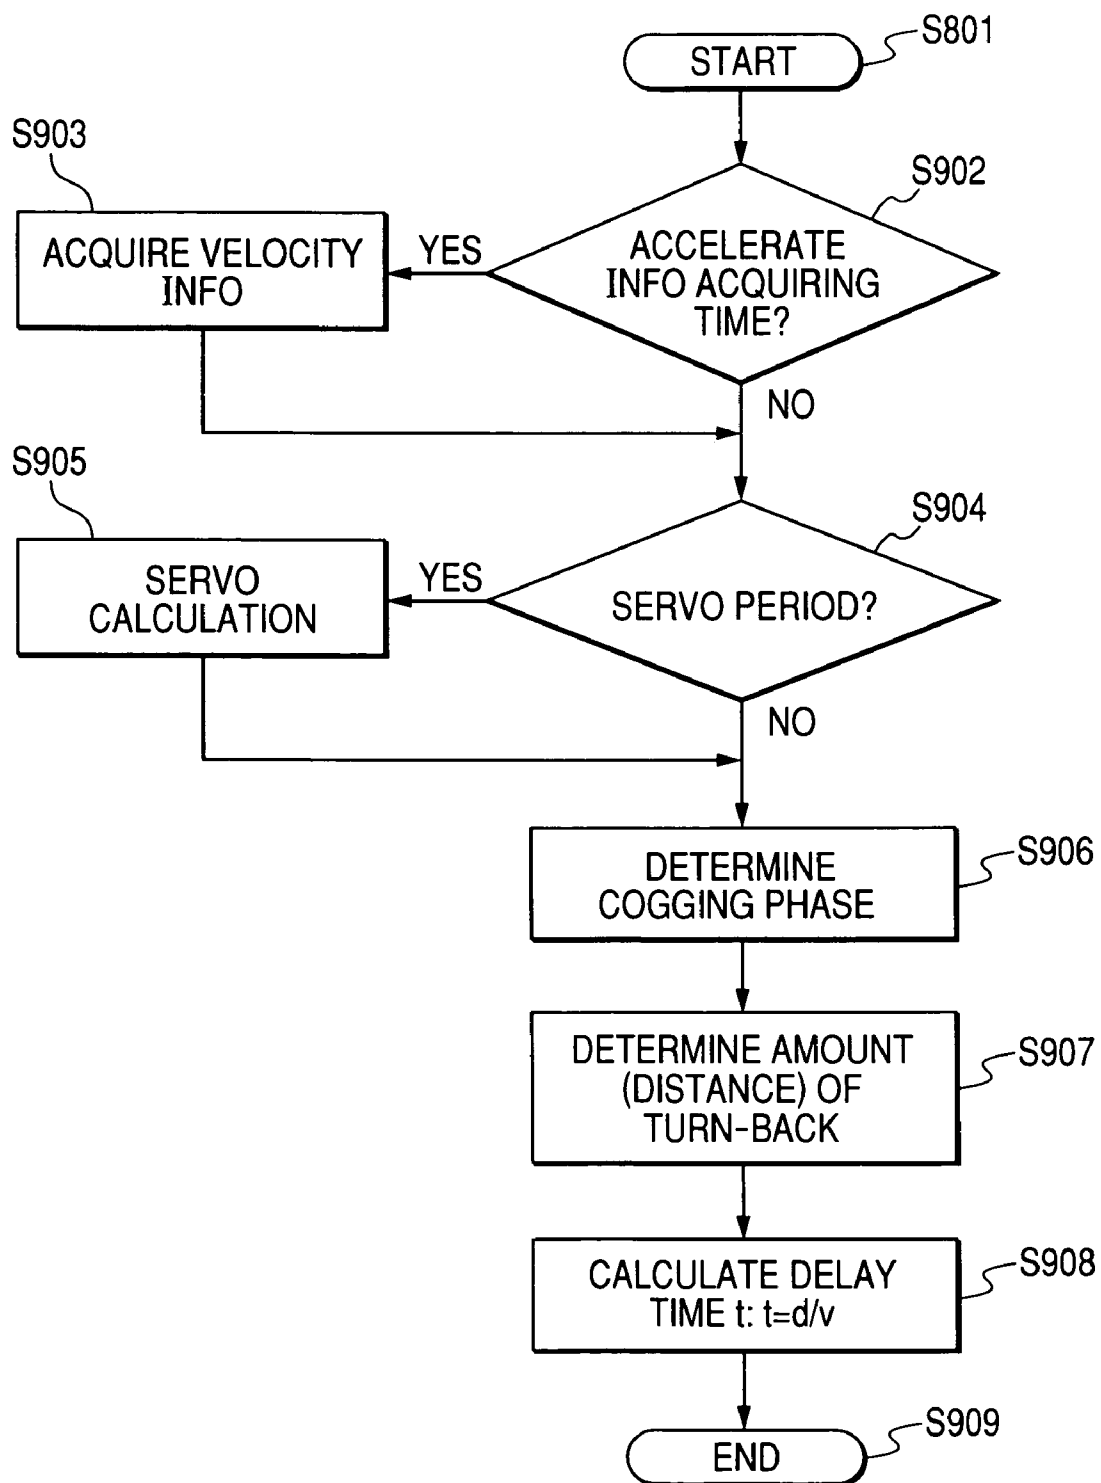 S801
START
S902
S903
ACCELERATE
INFO ACQUIRING
TIME?
YES
ACQUIRE VELOCITY
INFO
NO
S904
S905
SERVO PERIOD?
YES
SERVO
CALCULATION
NO
S906
DETERMINE
COGGING PHASE
S907
DETERMINE AMOUNT
(DISTANCE) OF
TURN-BACK
S908
CALCULATE DELAY
TIME t: t=d/v
S909
END